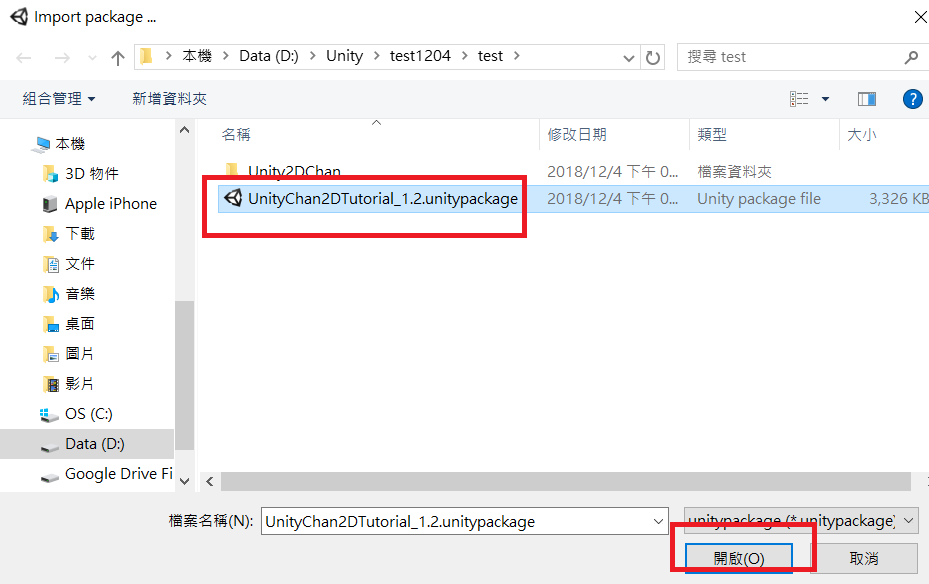 Import package ...
本機 > Data (D:) > Unity > test1204 > test >
搜尋 test
組合管理 新增資料夾
名稱 修改日期 類型 大小
Unity2DChan 2018/12/4 下午 0... 檔案資料夾
UnityChan2DTutorial_1.2.unitypackage 2018/12/4 下午 0... Unity package file 3,326 KB
本機
3D 物件
Apple iPhone
下載
文件
音樂
桌面
圖片
影片
OS (C:)
Data (D:)
Google Drive Fi
檔案名稱(N): UnityChan2DTutorial_1.2.unitypackage unitypackage (*.unitypackage)
開啟(O) 取消